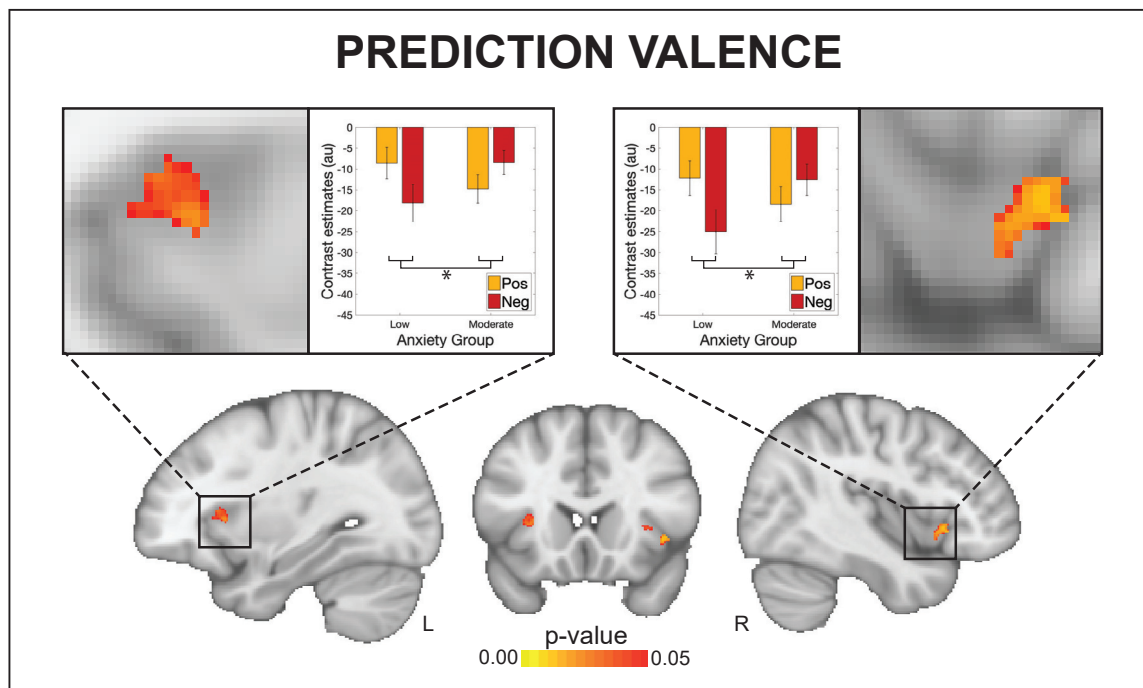 PREDICTION VALENCE
Contrast estimates (au)
0
-5
-10
-15
-20
-25
-30
-35
-40
-45
*
Pos
Neg
Low
Moderate
Anxiety Group
Contrast estimates (au)
0
-5
-10
-15
-20
-25
-30
-35
-40
-45
*
Pos
Neg
Low
Moderate
Anxiety Group
L
R
p-value
0.00
0.05